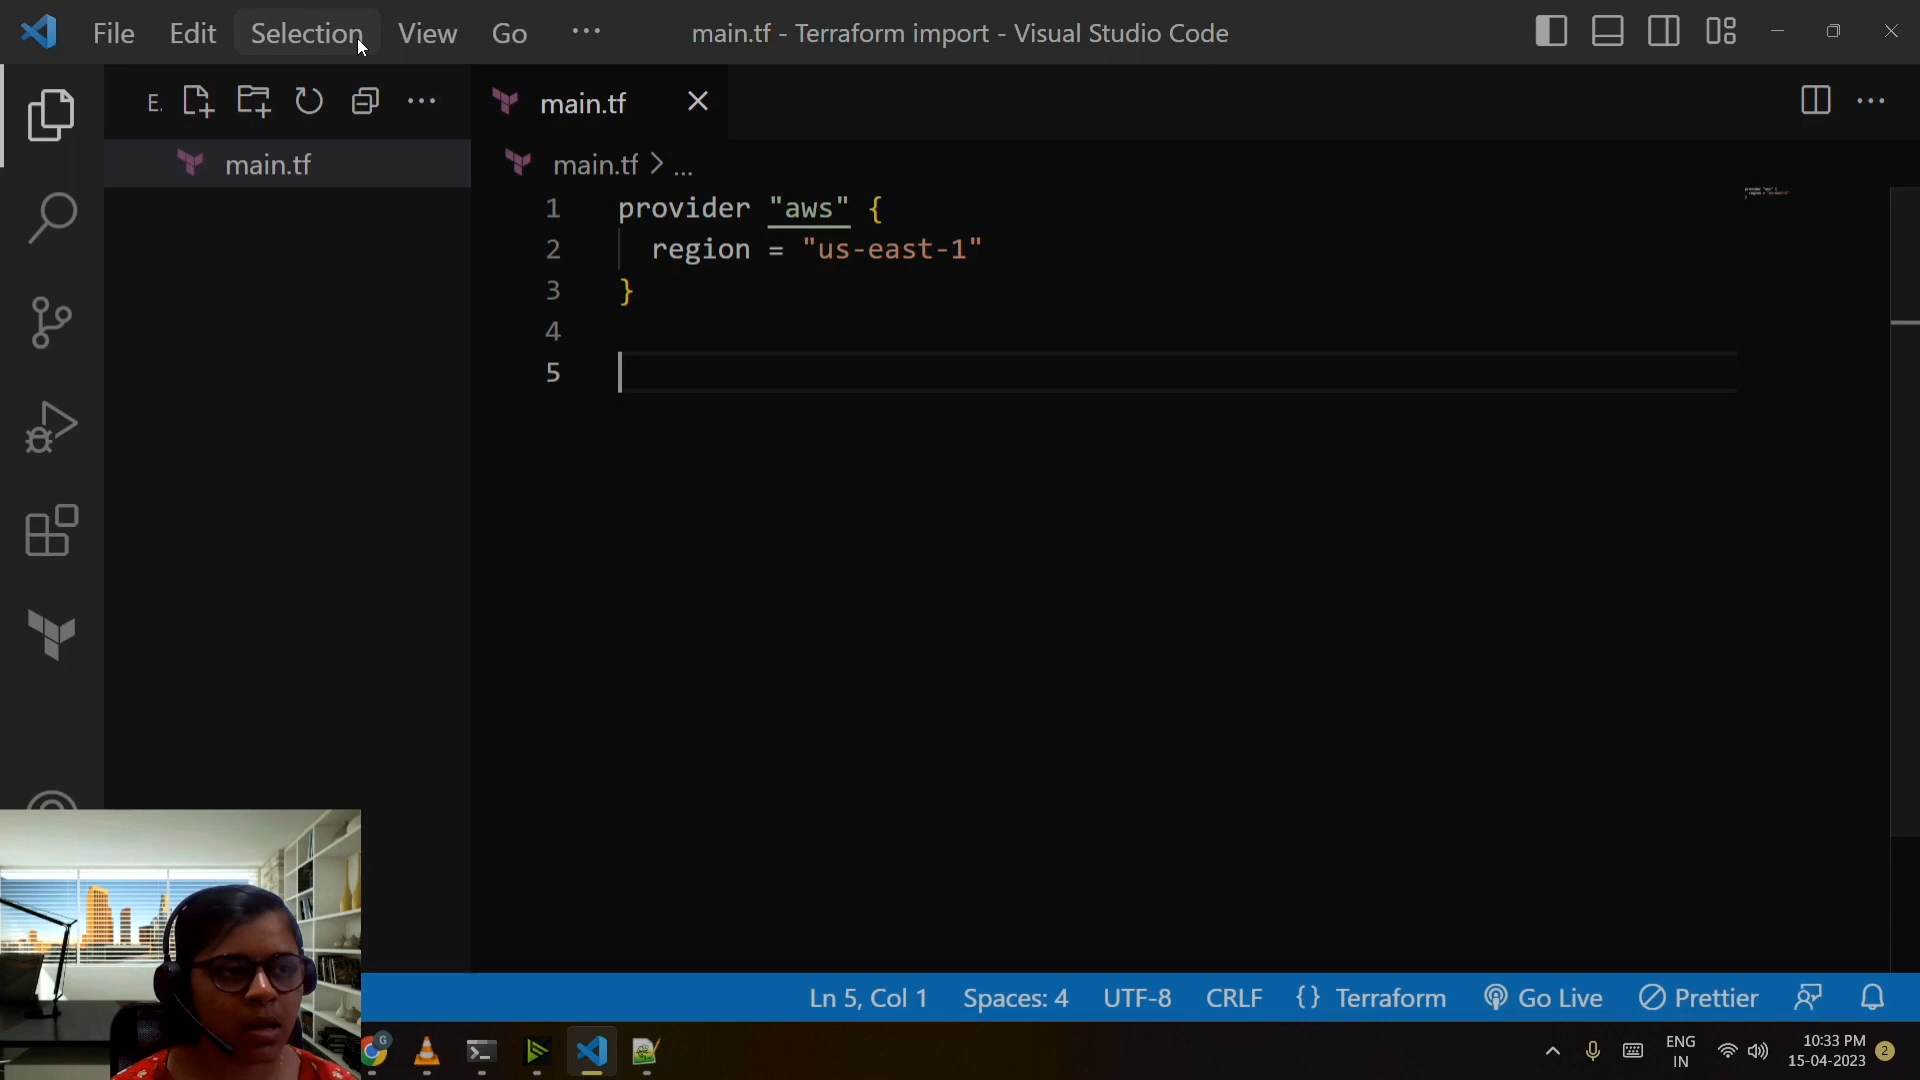 File Edit Selection View Go ···
main.tf - Terraform import - Visual Studio Code
E.
main.tf
main.tf
main.tf > ...
1 provider "aws" {
2 region = "us-east-1"
3 }
4
5
Ln 5, Col 1 Spaces: 4 UTF-8 CRLF {} Terraform Go Live Prettier
G
ENG
IN
10:33 PM
15-04-2023
2